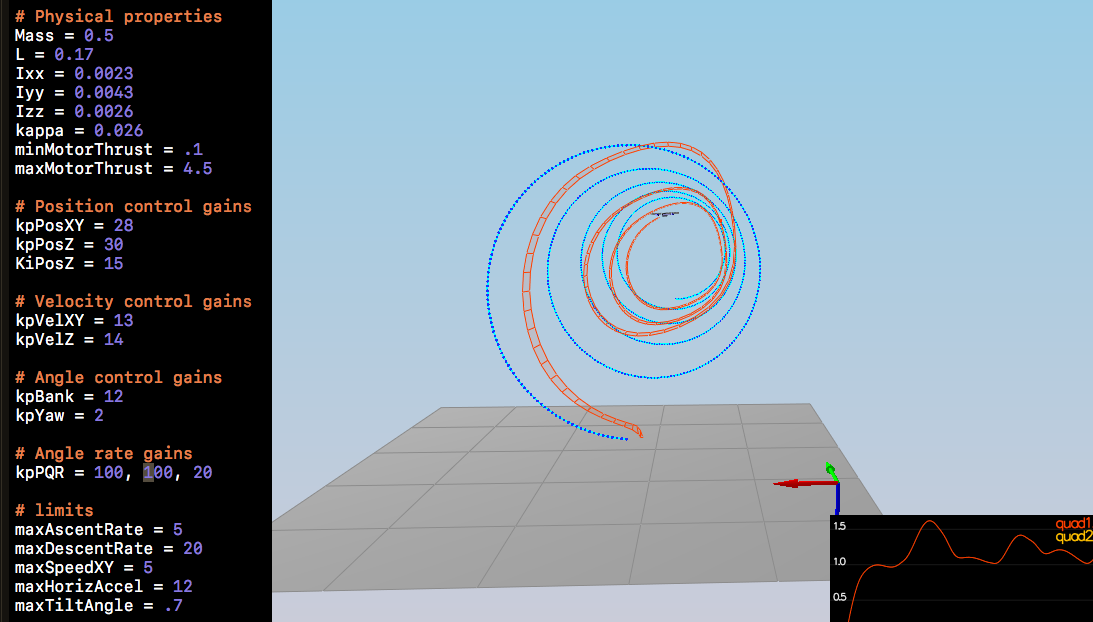 # Physical properties
Mass = 0.5
L = 0.17
Ixx = 0.0023
Iyy = 0.0043
Izz = 0.0026
kappa = 0.026
minMotorThrust = .1
maxMotorThrust = 4.5
# Position control gains
kpPosXY = 28
kpPosZ = 30
KiPosZ = 15
# Velocity control gains
kpVelXY = 13
kpVelZ = 14
# Angle control gains
kpBank = 12
kpYaw = 2
# Angle rate gains
kpPQR = 100, 100, 20
# limits
maxAscentRate = 5
maxDescentRate = 20
maxSpeedXY = 5
maxHorizAccel = 12
maxTiltAngle = .7
1.5
quad1
quad2
1.0
0.5